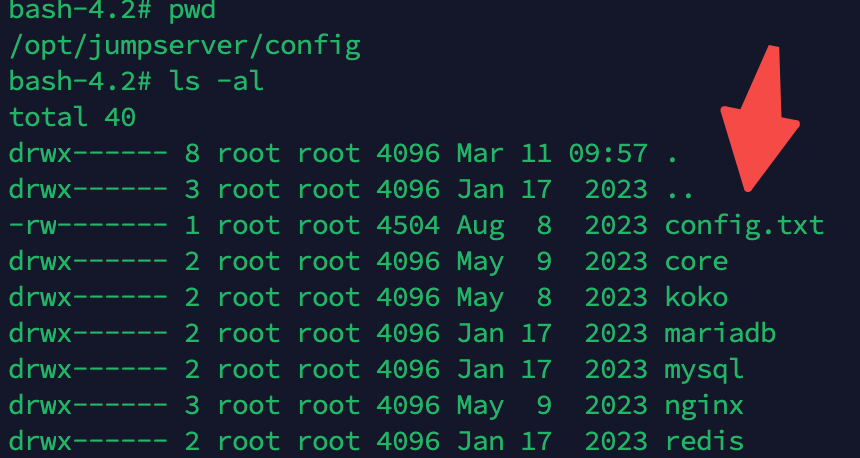 bash-4.2# pwd
/opt/jumpserver/config
bash-4.2# ls -al
total 40
drwx------ 8 root root 4096 Mar 11 09:57 .
drwx------ 3 root root 4096 Jan 17  2023 ..
-rw------- 1 root root 4504 Aug  8  2023 config.txt
drwx------ 2 root root 4096 May  9  2023 core
drwx------ 2 root root 4096 May  8  2023 koko
drwx------ 2 root root 4096 Jan 17  2023 mariadb
drwx------ 2 root root 4096 Jan 17  2023 mysql
drwx------ 3 root root 4096 May  9  2023 nginx
drwx------ 2 root root 4096 Jan 17  2023 redis